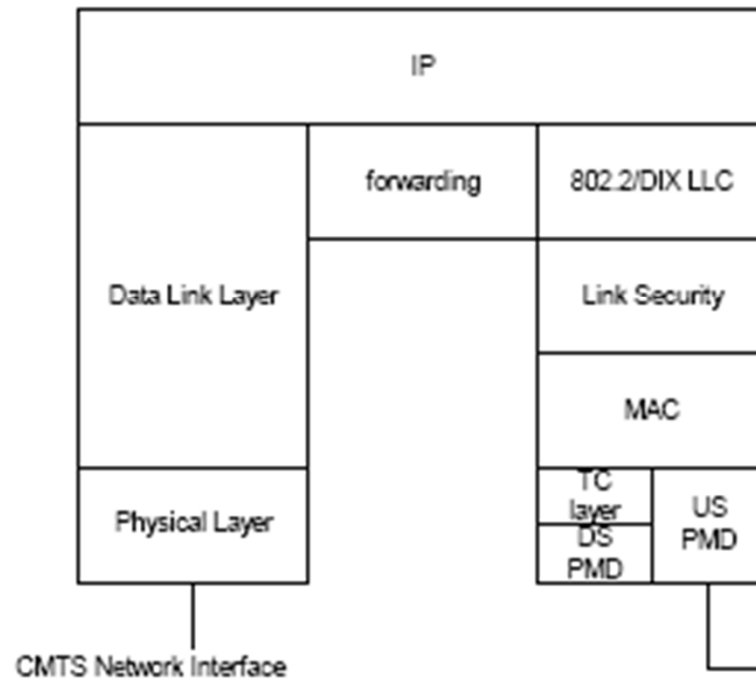 IP
forwarding
802.2/DIX LLC
Data Link Layer
Link Security
MAC
TC
layer
US
PMD
DS
PMD
Physical Layer
CMTS Network Interface